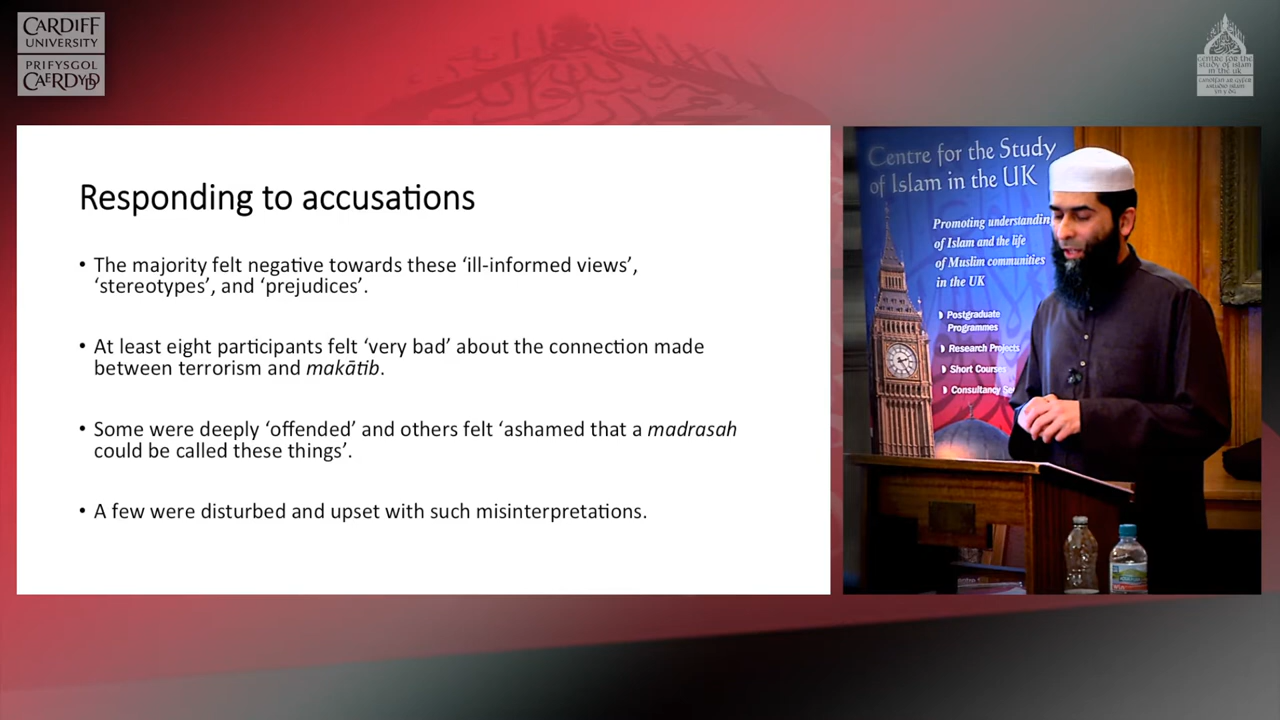 CARDIFF
UNIVERSITY
PRIFYSGOL
CAERDYDD
centre for the
study of islam
in the uk
Responding to accusations
• The majority felt negative towards these ‘ill-informed views’,
‘stereotypes’, and ‘prejudices’.
• At least eight participants felt ‘very bad’ about the connection made
between terrorism and makātib.
• Some were deeply ‘offended’ and others felt ‘ashamed that a madrasah
could be called these things’.
• A few were disturbed and upset with such misinterpretations.
Centre for the Study
of Islam in the UK
Promoting understandin
of Islam and the life
of Muslim communities
in the UK
Postgraduate
Programmes
Research Projects
Short Courses
Consultancy Se